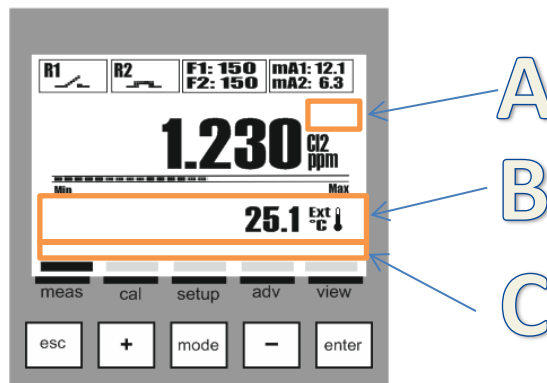 R1 R2 F1: 150 mA1: 12.1
F2: 150 mA2: 6.3
A
1.230 Cl2
ppm
Min Max
B
25.1 Ext
°C
C
meas cal setup adv view
esc + mode - enter